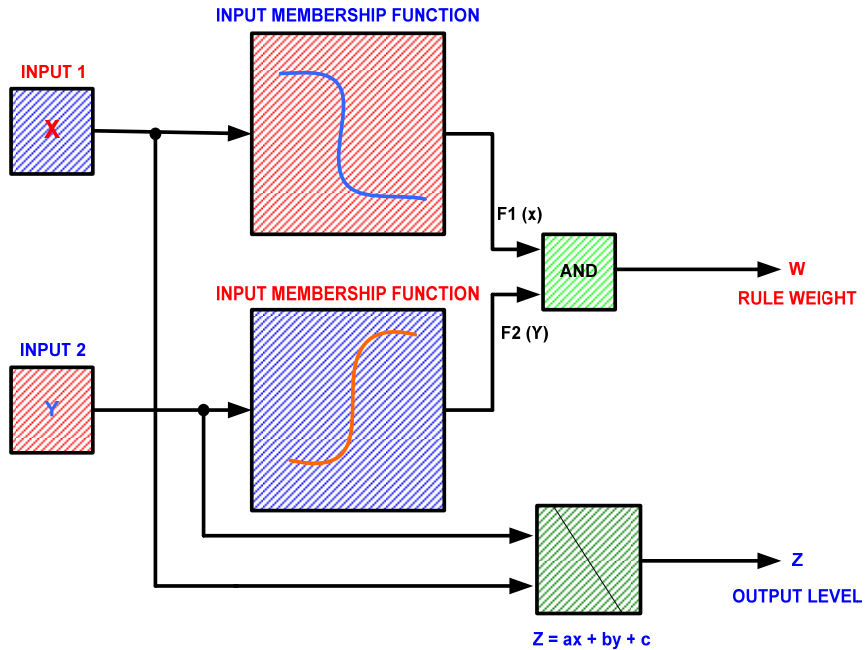 INPUT MEMBERSHIP FUNCTION
INPUT 1
X
F1 (x)
AND
W
RULE WEIGHT
INPUT MEMBERSHIP FUNCTION
F2 (Y)
INPUT 2
Y
Z
OUTPUT LEVEL
Z = ax + by + c